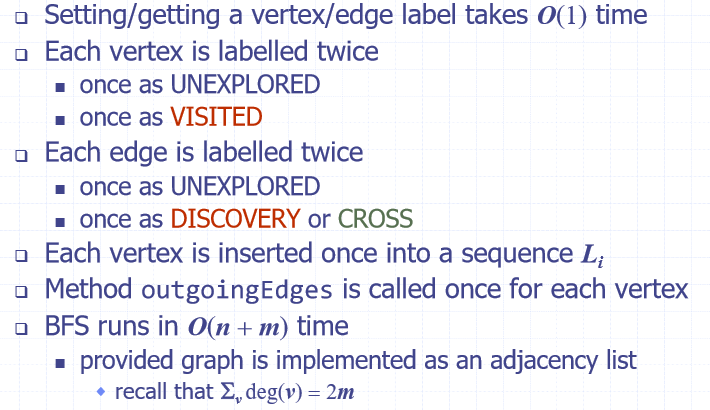 Setting/getting a vertex/edge label takes O(1) time
Each vertex is labelled twice
once as UNEXPLORED
once as VISITED
Each edge is labelled twice
once as UNEXPLORED
once as DISCOVERY or CROSS
Each vertex is inserted once into a sequence Li
Method outgoingEdges is called once for each vertex
BFS runs in O(n + m) time
provided graph is implemented as an adjacency list
recall that Σv deg(v) = 2m